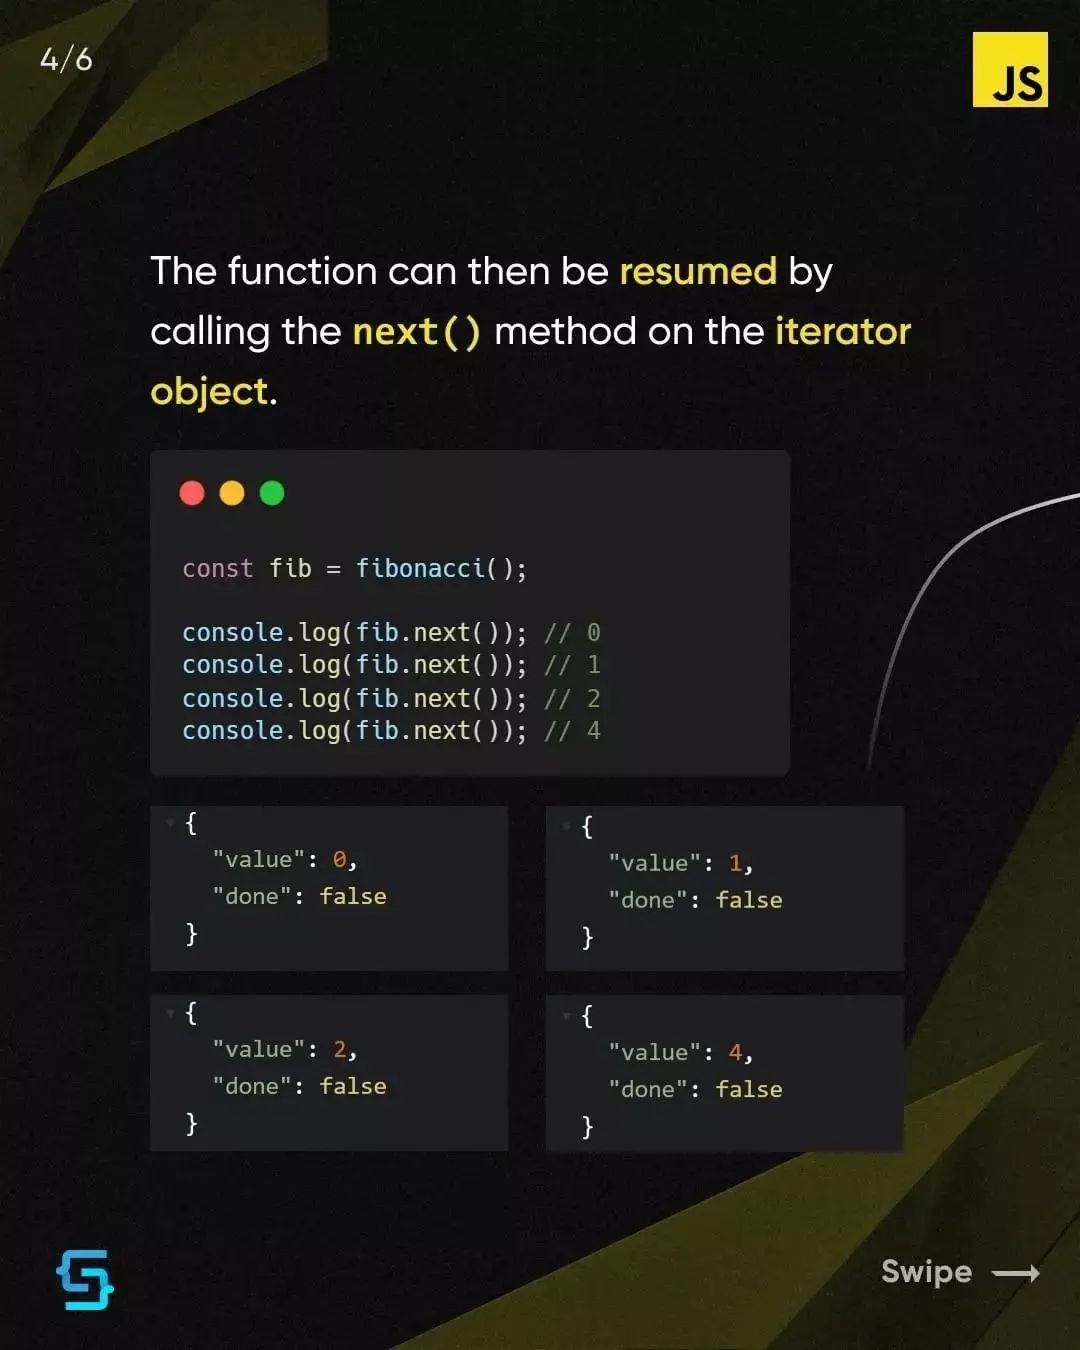 4/6
JS
The function can then be resumed by
calling the next() method on the iterator
object.
const fib = fibonacci();
console.log(fib.next()); // 0
console.log(fib.next()); // 1
console.log(fib.next()); // 2
console.log(fib.next()); // 4
{
"value": 0,
"done": false
}
{
"value": 1,
"done": false
}
{
"value": 2,
"done": false
}
{
"value": 4,
"done": false
}
Swipe